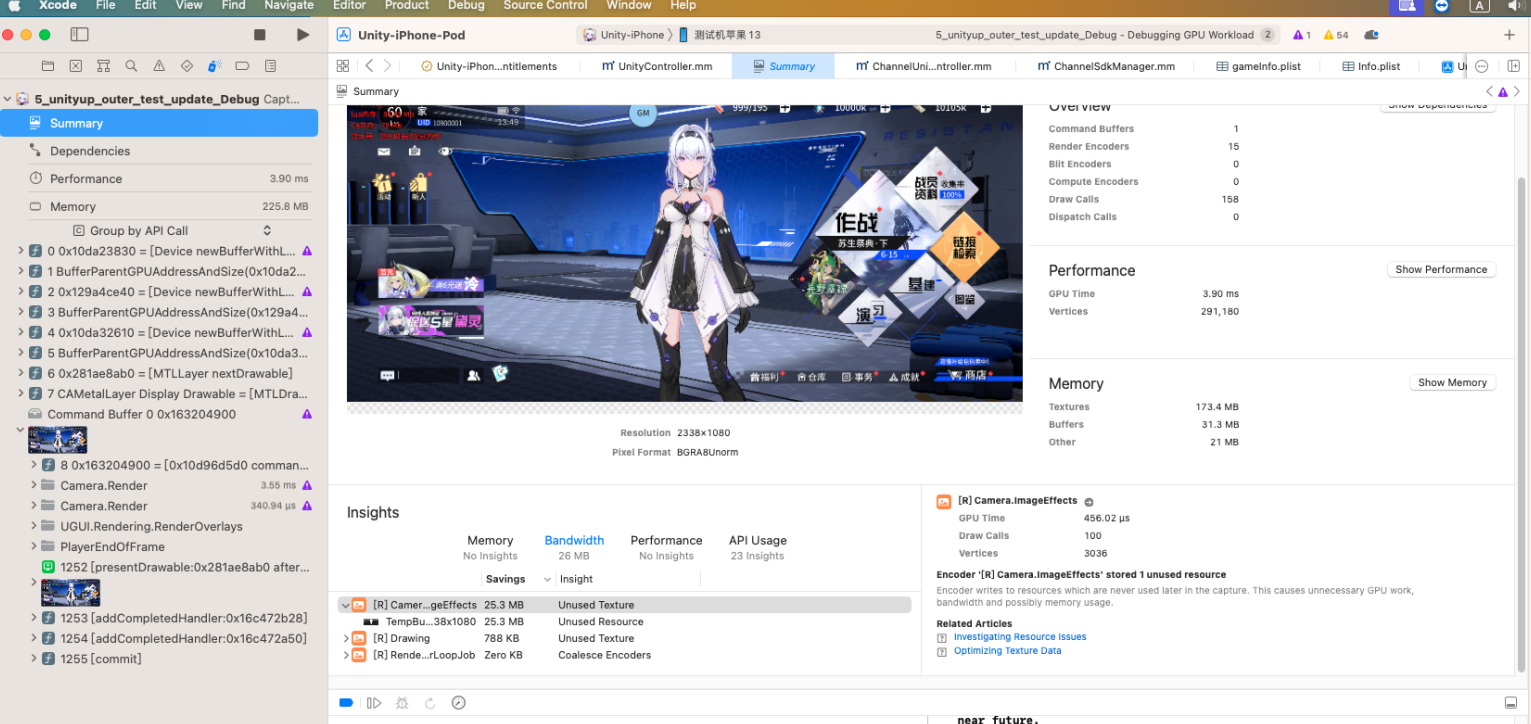 Xcode File Edit View Find Navigate Editor Product Debug Source Control Window Help
A
Unity-iPhone-Pod
Unity-iPhone 〉 测试机苹果13
5_unityup_outer_test_update_Debug - Debugging GPU Workload 2
1 54
Unity-iPhon...ntitlements
UnityController.mm
Summary
ChannelUni...ntroller.mm
ChannelSdkManager.mm
gameInfo.plist
Info.plist
5_unityup_outer_test_update_Debug Capt...
Summary
Dependencies
Performance 3.90 ms
Memory 225.8 MB
Group by API Call
0 0x10da23830 = [Device newBufferWithL...
1 BufferParentGPUAddressAndSize(0x10da2...
2 0x129a4ce40 = [Device newBufferWithL...
3 BufferParentGPUAddressAndSize(0x129a4...
4 0x10da32610 = [Device newBufferWithL...
5 BufferParentGPUAddressAndSize(0x10da3...
6 0x281ae8ab0 = [MTLLayer nextDrawable]
7 CAMetalLayer Display Drawable = [MTLDra...
Command Buffer 0 0x163204900
8 0x163204900 = [0x10d96d5d0 comman...
Camera.Render 3.55 ms
Camera.Render 340.94 µs
UGUI.Rendering.RenderOverlays
PlayerEndOfFrame
1252 [presentDrawable:0x281ae8ab0 after...
1253 [addCompletedHandler:0x16c472b28]
1254 [addCompletedHandler:0x16c472a50]
1255 [commit]
Summary
60
家
UID 10900001
13:49
GM
999/195
10000k
10105k
RESISTAN
活动
新人
战员
资料
收集率
100%
作战
苏生祭典·下
6-15
链接
检索
基建
图鉴
演习
首充
满6元送
福利
仓库
事务
成就
商店
Resolution 2338×1080
Pixel Format BGRA8Unorm
Overview
Show Dependencies
Command Buffers 1
Render Encoders 15
Blit Encoders 0
Compute Encoders 0
Draw Calls 158
Dispatch Calls 0
Performance
Show Performance
GPU Time 3.90 ms
Vertices 291,180
Memory
Show Memory
Textures 173.4 MB
Buffers 31.3 MB
Other 21 MB
Insights
Memory Bandwidth Performance API Usage
No Insights 26 MB No Insights 23 Insights
Savings Insight
[R] Camer...geEffects 25.3 MB Unused Texture
TempBu...38x1080 25.3 MB Unused Resource
[R] Drawing 788 KB Unused Texture
[R] Rende...rLoopJob Zero KB Coalesce Encoders
[R] Camera.ImageEffects
GPU Time 456.02 µs
Draw Calls 100
Vertices 3036
Encoder '[R] Camera.ImageEffects' stored 1 unused resource
Encoder writes to resources which are never used later in the capture. This causes unnecessary GPU work,
bandwidth and possibly memory usage.
Related Articles
Investigating Resource Issues
Optimizing Texture Data
near future.